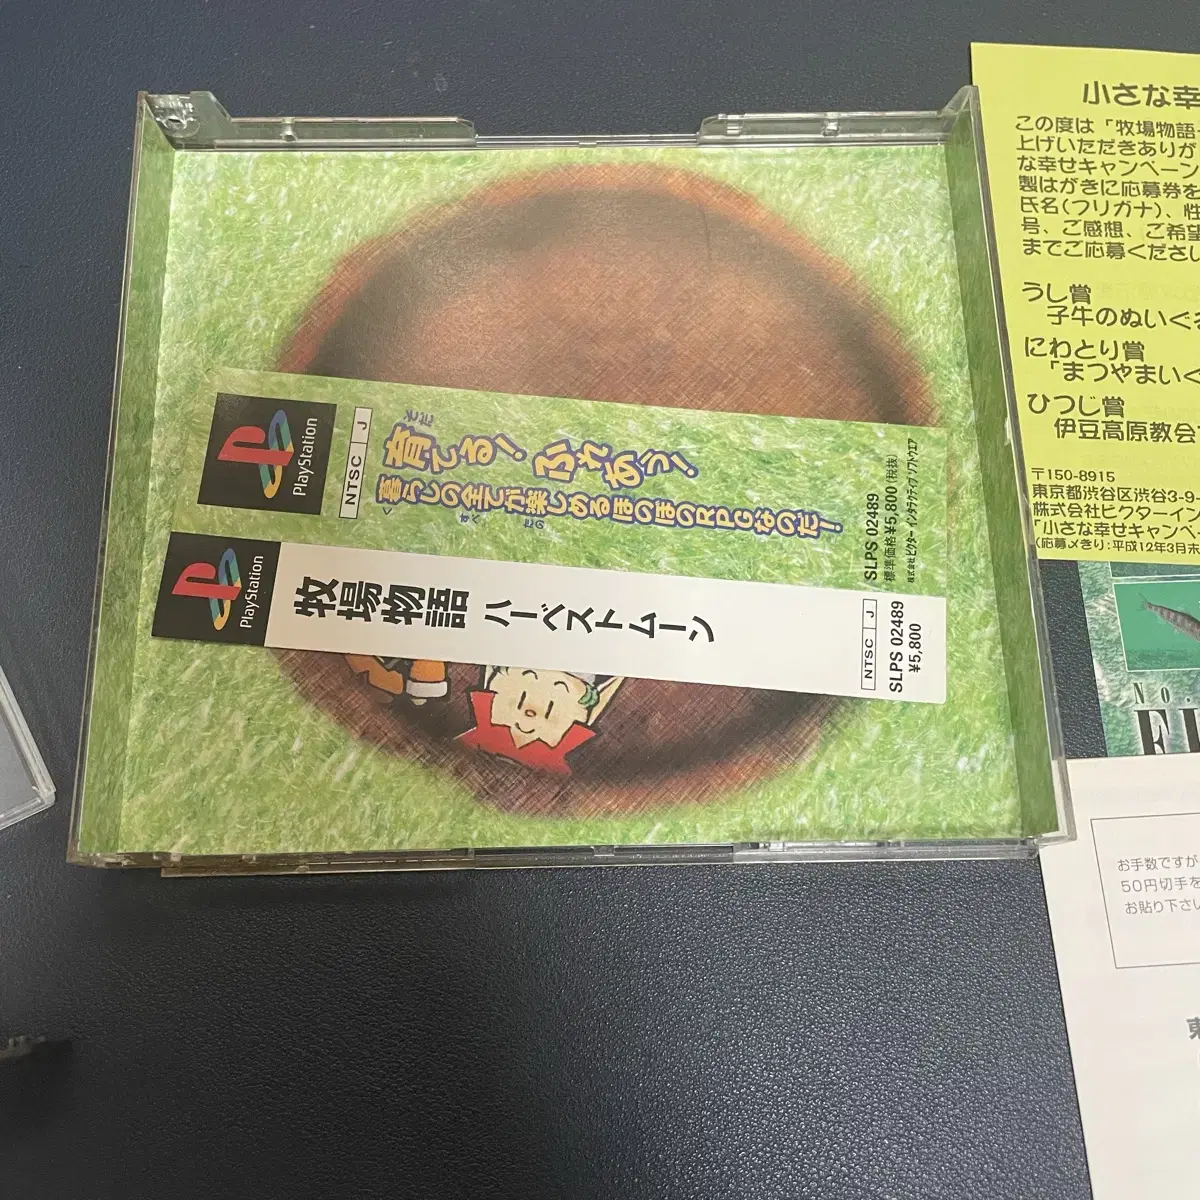 PlayStation
NTSC J
育てる!ふれあう!
そだ
暮らしの全てが楽しめるほのぼのRPGなのだ!
く すべ たの
SLPS 02489
標準価格¥5,800(税抜)
株式会社ビクター インタラクティブ ソフトウエア
PlayStation
牧場物語 ハーベストムーン
NTSC J
SLPS 02489
¥5,800
小さな幸
この度は「牧場物語
上げいただきありが
な幸せキャンペーン
製はがきに応募券を
氏名(フリガナ)、性
号、ご感想、ご希望
までご応募ください
うし賞
子牛のぬいぐ
にわとり賞
「まつやまいく
ひつじ賞
伊豆高原教会
〒150-8915
東京都渋谷区渋谷3-9-
株式会社ビクターイン
「小さな幸せキャンペ
(応募〆きり:平成12年3月末
No.
お手数ですが
50円切手を
お貼り下さい